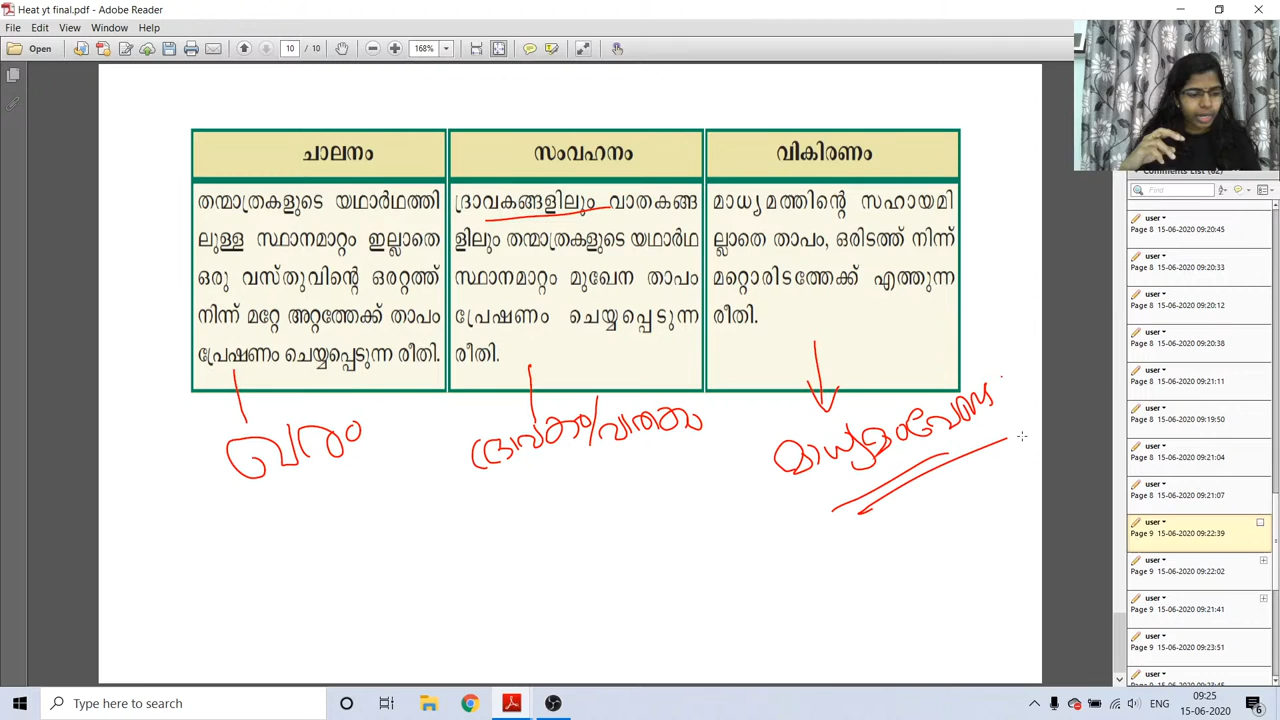 Heat yt final.pdf - Adobe Reader
File Edit View Window Help
Open 10 / 10 168%
ചാലനം
തന്മാത്രകളുടെ യഥാർഥത്തി
ലുള്ള സ്ഥാനമാറ്റം ഇല്ലാതെ
ഒരു വസ്തുവിന്റെ ഒരറ്റത്ത്
നിന്ന് മറ്റേ അറ്റത്തേക്ക് താപം
പ്രേഷണം ചെയ്യപ്പെടുന്ന രീതി.
സംവഹനം
ദ്രാവകങ്ങളിലും വാതകങ്ങ
ളിലും തന്മാത്രകളുടെ യഥാർഥ
സ്ഥാനമാറ്റം മുഖേന താപം
പ്രേഷണം ചെയ്യപ്പെടുന്ന
രീതി.
വികിരണം
മാധ്യമത്തിന്റെ സഹായമി
ല്ലാതെ താപം, ഒരിടത്ത് നിന്ന്
മറ്റൊരിടത്തേക്ക് എത്തുന്ന
രീതി.
ഖരം
ദ്രാവകം/വാതകം
Comments List (82)
Find
user
Page 8 15-06-2020 09:20:45
user
Page 8 15-06-2020 09:20:33
user
Page 8 15-06-2020 09:20:12
user
Page 8 15-06-2020 09:20:38
user
Page 8 15-06-2020 09:21:11
user
Page 8 15-06-2020 09:19:50
user
Page 8 15-06-2020 09:21:04
user
Page 8 15-06-2020 09:21:07
user
Page 9 15-06-2020 09:22:39
user
Page 9 15-06-2020 09:22:02
user
Page 9 15-06-2020 09:21:41
user
Page 9 15-06-2020 09:23:51
user
Type here to search
ENG
09:25
15-06-2020
6